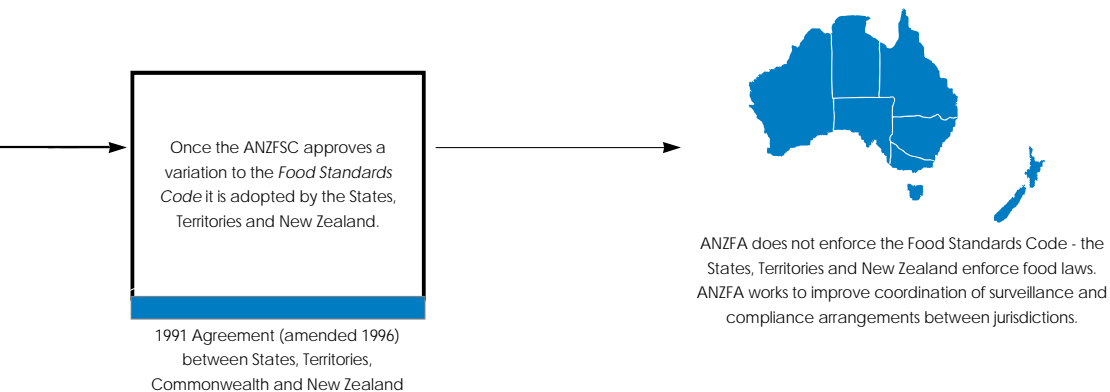 Once the ANZFSC approves a
variation to the Food Standards
Code it is adopted by the States,
Territories and New Zealand.
1991 Agreement (amended 1996)
between States, Territories,
Commonwealth and New Zealand
ANZFA does not enforce the Food Standards Code - the
States, Territories and New Zealand enforce food laws.
ANZFA works to improve coordination of surveillance and
compliance arrangements between jurisdictions.